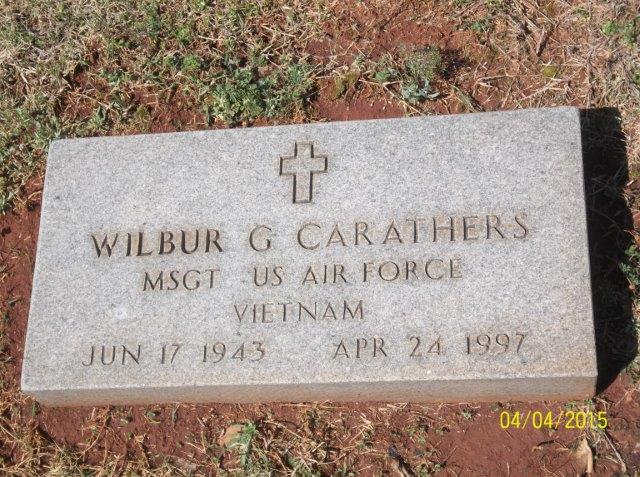 WILBUR G CARATHERS
MSGT US AIR FORCE
VIETNAM
JUN 17 1943 APR 24 1997
04/04/2015